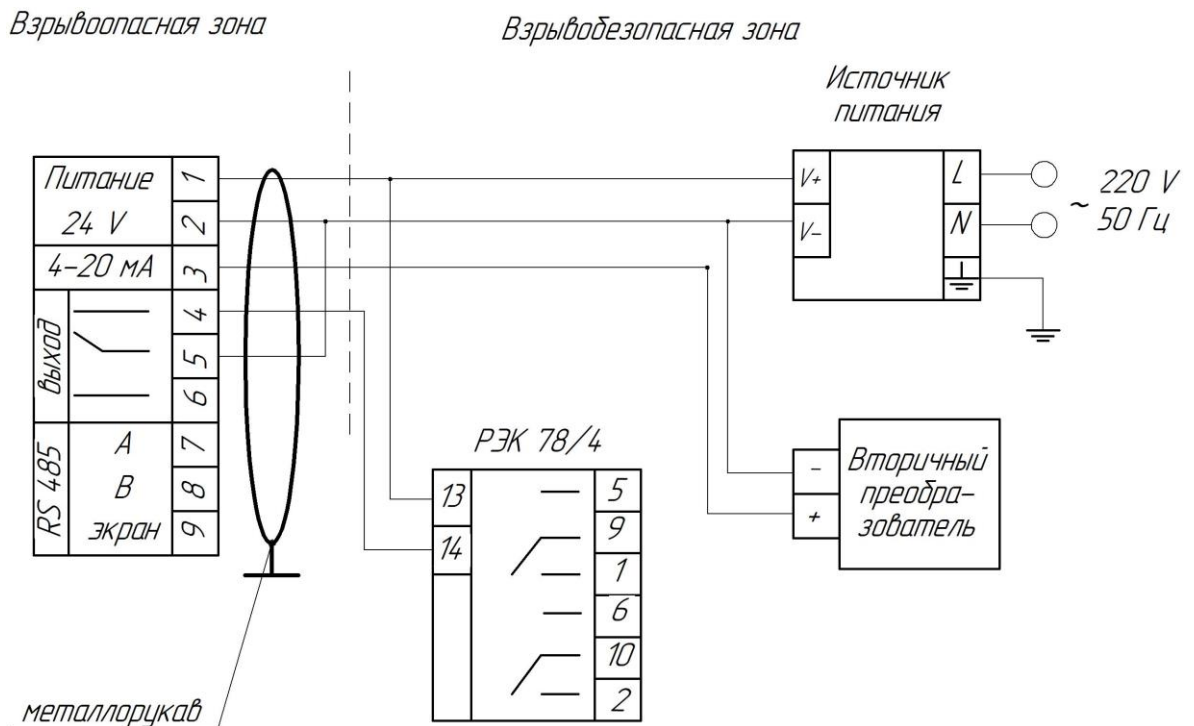 Взрывоопасная зона
Взрывобезопасная зона
Источник
питания
Питание
24 V
4-20 мА
выход
RS 485
A
B
экран
1
2
3
4
5
6
7
8
9
V+
V-
L
N
~ 220 V
50 Гц
РЭК 78/4
13
14
5
9
1
6
10
2
-
+
Вторичный
преобра-
зователь
металлорукав